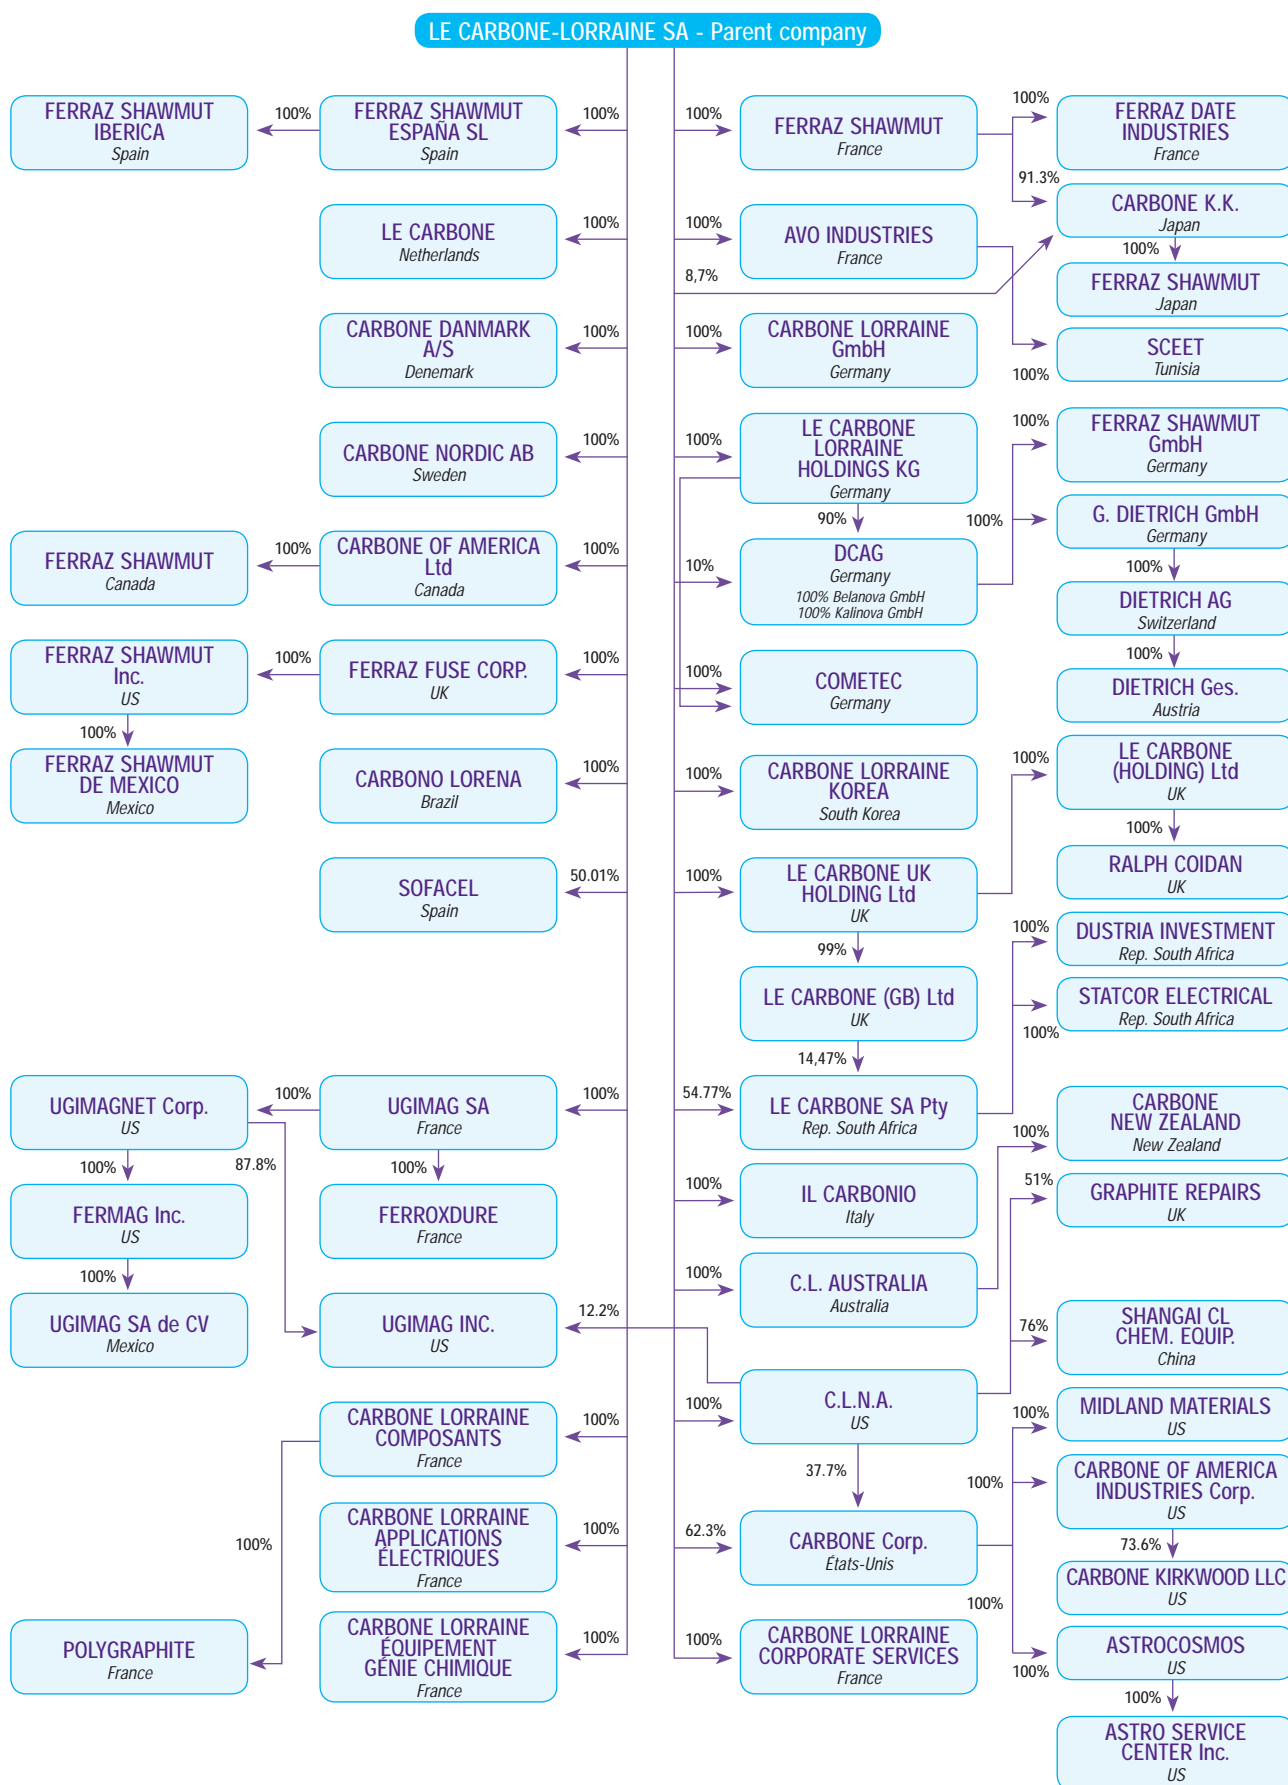 LE CARBONE-LORRAINE SA - Parent company
FERRAZ SHAWMUT
IBERICA
Spain
100%
FERRAZ SHAWMUT
ESPAÑA SL
Spain
100%
100%
FERRAZ SHAWMUT
France
100%
FERRAZ DATE
INDUSTRIES
France
91.3%
CARBONE K.K.
Japan
100%
FERRAZ SHAWMUT
Japan
LE CARBONE
Netherlands
100%
100%
AVO INDUSTRIES
France
8,7%
SCEET
Tunisia
100%
CARBONE DANMARK
A/S
Denemark
100%
100%
CARBONE LORRAINE
GmbH
Germany
CARBONE NORDIC AB
Sweden
100%
100%
LE CARBONE
LORRAINE
HOLDINGS KG
Germany
90%
100%
FERRAZ SHAWMUT
GmbH
Germany
100%
G. DIETRICH GmbH
Germany
100%
DIETRICH AG
Switzerland
100%
DIETRICH Ges.
Austria
FERRAZ SHAWMUT
Canada
100%
CARBONE OF AMERICA
Ltd
Canada
100%
10%
DCAG
Germany
100% Belanova GmbH
100% Kalinova GmbH
FERRAZ SHAWMUT
Inc.
US
100%
FERRAZ FUSE CORP.
UK
100%
100%
COMETEC
Germany
100%
FERRAZ SHAWMUT
DE MEXICO
Mexico
CARBONO LORENA
Brazil
100%
100%
CARBONE LORRAINE
KOREA
South Korea
100%
LE CARBONE
(HOLDING) Ltd
UK
100%
RALPH COIDAN
UK
SOFACEL
Spain
50.01%
100%
LE CARBONE UK
HOLDING Ltd
UK
99%
LE CARBONE (GB) Ltd
UK
14,47%
100%
DUSTRIA INVESTMENT
Rep. South Africa
STATCOR ELECTRICAL
Rep. South Africa
100%
UGIMAGNET Corp.
US
100%
UGIMAG SA
France
100%
54.77%
LE CARBONE SA Pty
Rep. South Africa
100%
CARBONE
NEW ZEALAND
New Zealand
100%
87.8%
100%
FERMAG Inc.
US
FERROXDURE
France
100%
IL CARBONIO
Italy
51%
GRAPHITE REPAIRS
UK
100%
UGIMAG SA de CV
Mexico
UGIMAG INC.
US
12.2%
100%
C.L. AUSTRALIA
Australia
76%
SHANGAI CL
CHEM. EQUIP.
China
CARBONE LORRAINE
COMPOSANTS
France
100%
100%
C.L.N.A.
US
37.7%
100%
MIDLAND MATERIALS
US
100%
CARBONE OF AMERICA
INDUSTRIES Corp.
US
73.6%
CARBONE KIRKWOOD LLC
US
100%
CARBONE LORRAINE
APPLICATIONS
ÉLECTRIQUES
France
100%
62.3%
CARBONE Corp.
États-Unis
100%
POLYGRAPHITE
France
CARBONE LORRAINE
ÉQUIPEMENT
GÉNIE CHIMIQUE
France
100%
100%
CARBONE LORRAINE
CORPORATE SERVICES
France
100%
ASTROCOSMOS
US
100%
ASTRO SERVICE
CENTER Inc.
US